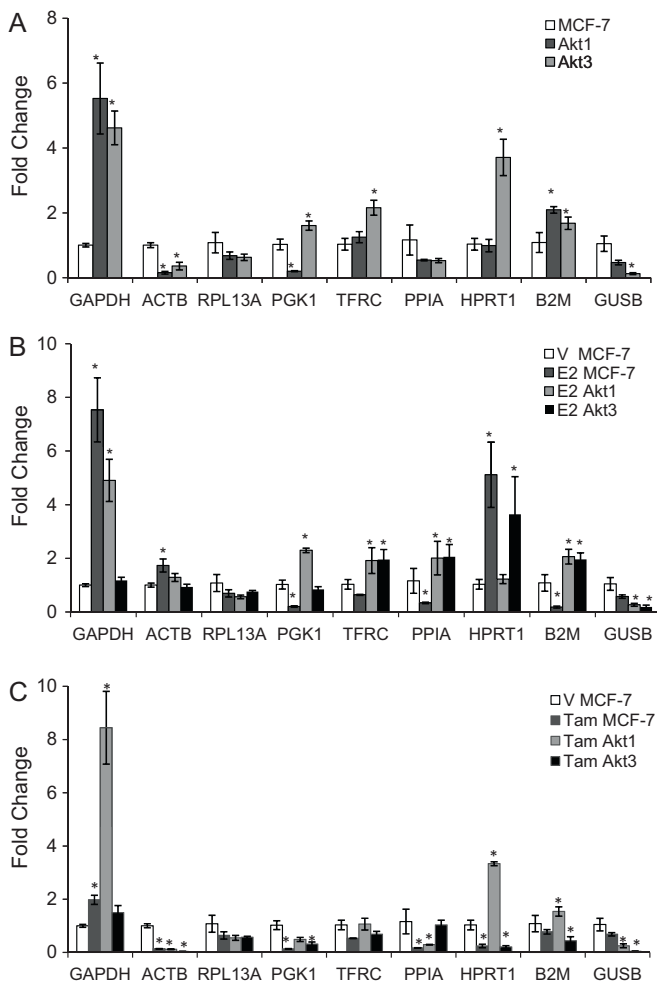 A
8
6
4
2
0
Fold Change
MCF-7
Akt1
Akt3
* * * * * * * * * * *
GAPDH ACTB RPL13A PGK1 TFRC PPIA HPRT1 B2M GUSB
B
10
8
6
4
2
0
Fold Change
V MCF-7
E2 MCF-7
E2 Akt1
E2 Akt3
* * * * * * * * * * * * * * * *
GAPDH ACTB RPL13A PGK1 TFRC PPIA HPRT1 B2M GUSB
C
10
8
6
4
2
0
Fold Change
V MCF-7
Tam MCF-7
Tam Akt1
Tam Akt3
* * * * * * * * * * * * * * * *
GAPDH ACTB RPL13A PGK1 TFRC PPIA HPRT1 B2M GUSB